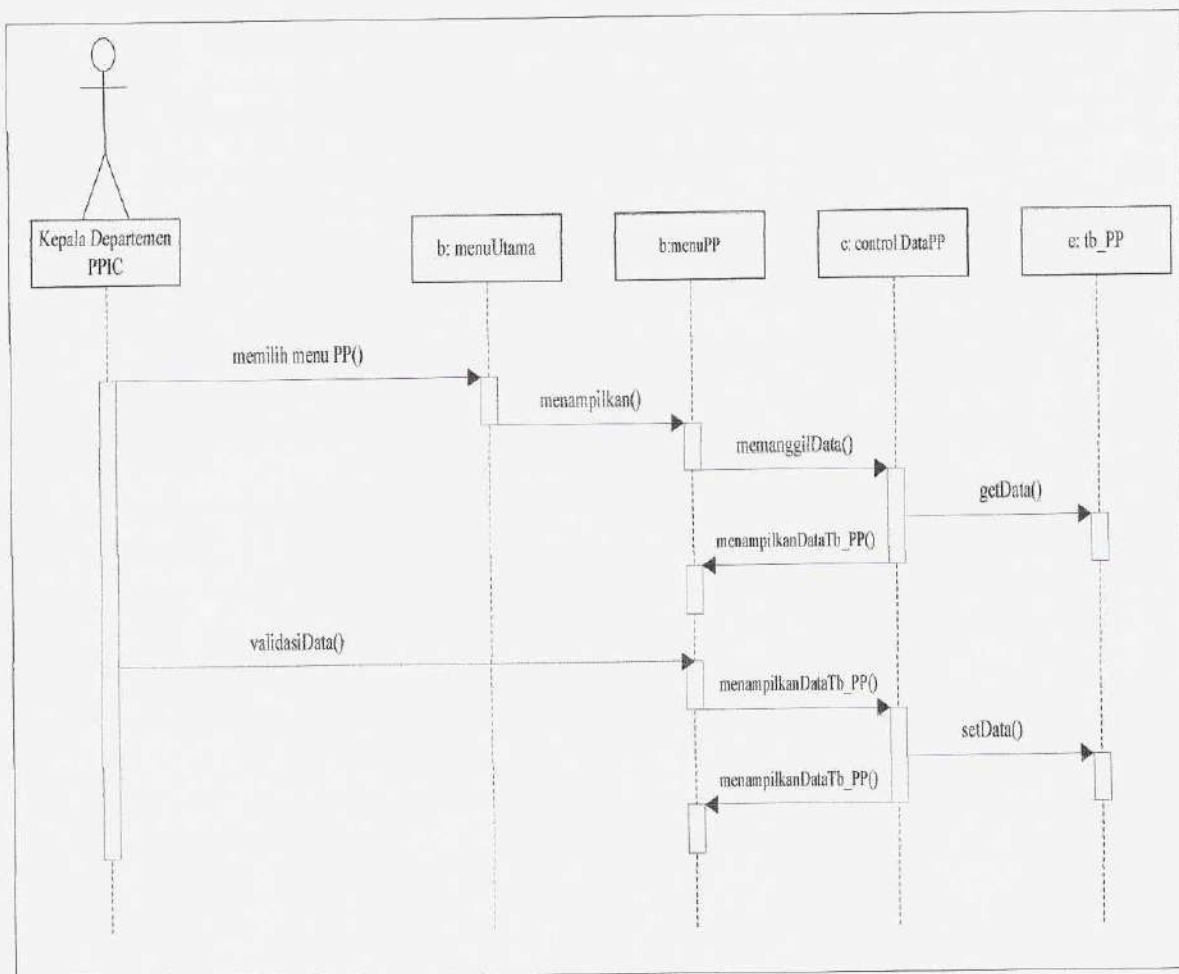 Kepala Departemen
PPIC
b: menuUtama
b:menuPP
c: control DataPP
e: tb_PP
memilih menu PP()
menampilkan()
memanggilData()
getData()
menampilkanDataTb_PP()
validasiData()
menampilkanDataTb_PP()
setData()
menampilkanDataTb_PP()